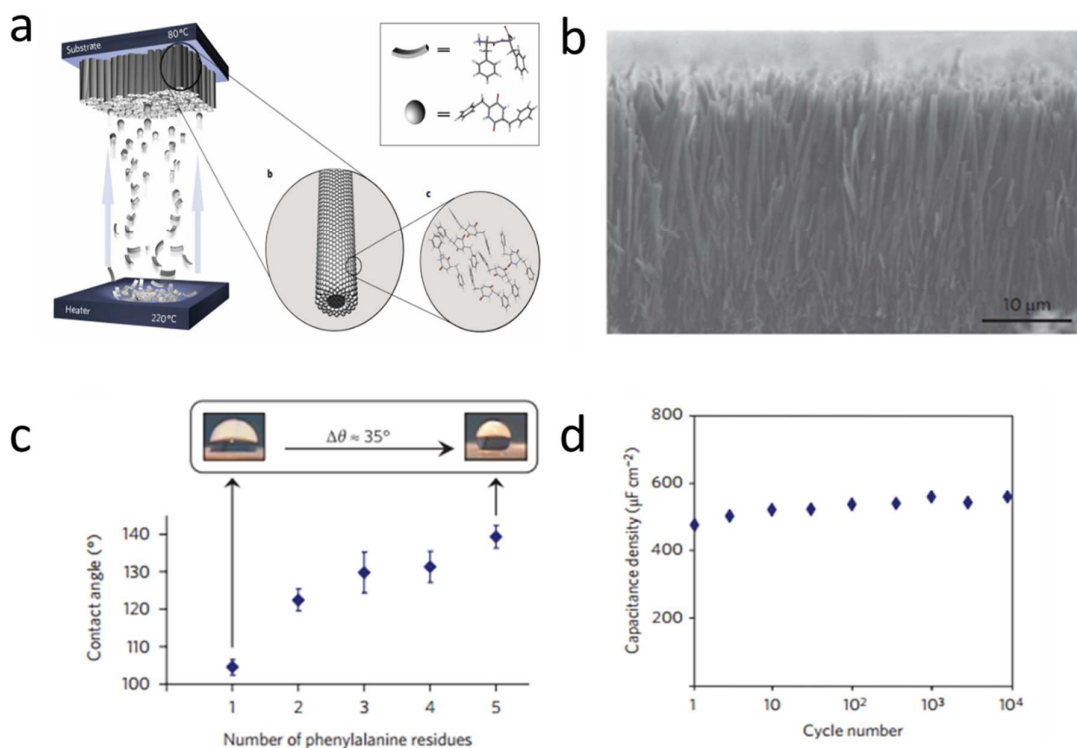 a
Substrate 80°C
b
c
=
=
Heater 220°C
b
10 μm
c
Δθ ≈ 35°
Contact angle (°)
140
130
120
110
100
1 2 3 4 5
Number of phenylalanine residues
d
Capacitance density (μF cm⁻²)
800
600
400
200
1 10 10² 10³ 10⁴
Cycle number